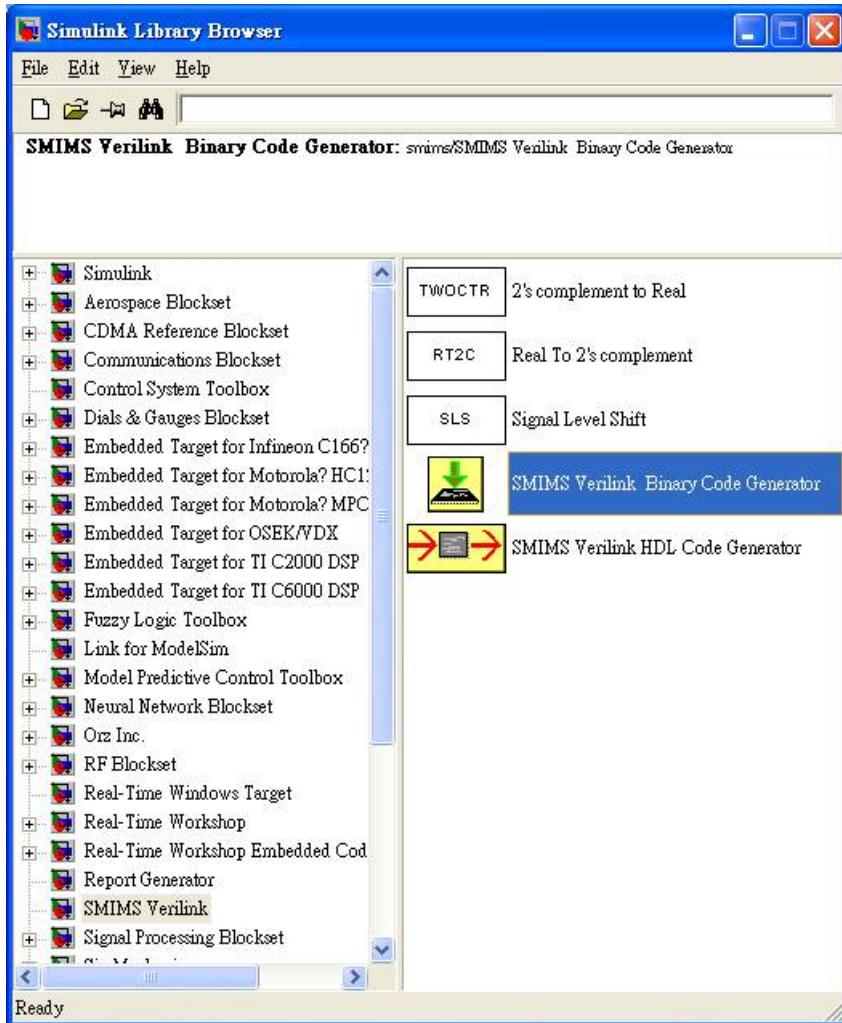 Simulink Library Browser
File Edit View Help
SMIMS Verilink Binary Code Generator: smims/SMIMS Verilink Binary Code Generator
Simulink
Aerospace Blockset
CDMA Reference Blockset
Communications Blockset
Control System Toolbox
Dials & Gauges Blockset
Embedded Target for Infineon C166?
Embedded Target for Motorola? HC1
Embedded Target for Motorola? MPC
Embedded Target for OSEK/VDX
Embedded Target for TI C2000 DSP
Embedded Target for TI C6000 DSP
Fuzzy Logic Toolbox
Link for ModelSim
Model Predictive Control Toolbox
Neural Network Blockset
Orz Inc.
RF Blockset
Real-Time Windows Target
Real-Time Workshop
Real-Time Workshop Embedded Cod
Report Generator
SMIMS Verilink
Signal Processing Blockset
TWOCTR 2's complement to Real
RT2C Real To 2's complement
SLS Signal Level Shift
SMIMS Verilink Binary Code Generator
SMIMS Verilink HDL Code Generator
Ready